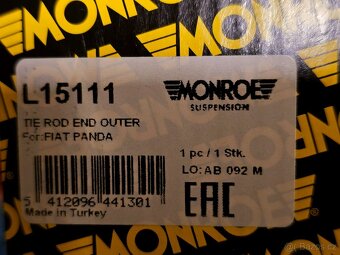 MONROE
L15111
MONROE
SUSPENSION
TIE ROD END OUTER
For:FIAT PANDA
1 pc / 1 Stk.
LO: AB 092 M
5 412096 441301
Made in Turkey
EAC